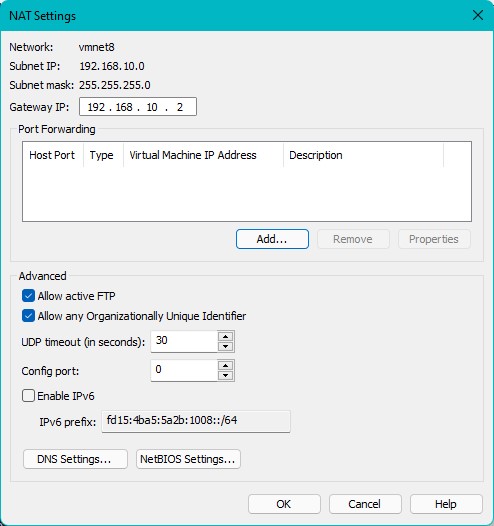 NAT Settings
Network: vmnet8
Subnet IP: 192.168.10.0
Subnet mask: 255.255.255.0
Gateway IP: 192 . 168 . 10 . 2
Port Forwarding
Host Port Type Virtual Machine IP Address Description
Add... Remove Properties
Advanced
Allow active FTP
Allow any Organizationally Unique Identifier
UDP timeout (in seconds): 30
Config port: 0
Enable IPv6
IPv6 prefix: fd15:4ba5:5a2b:1008::/64
DNS Settings... NetBIOS Settings...
OK Cancel Help